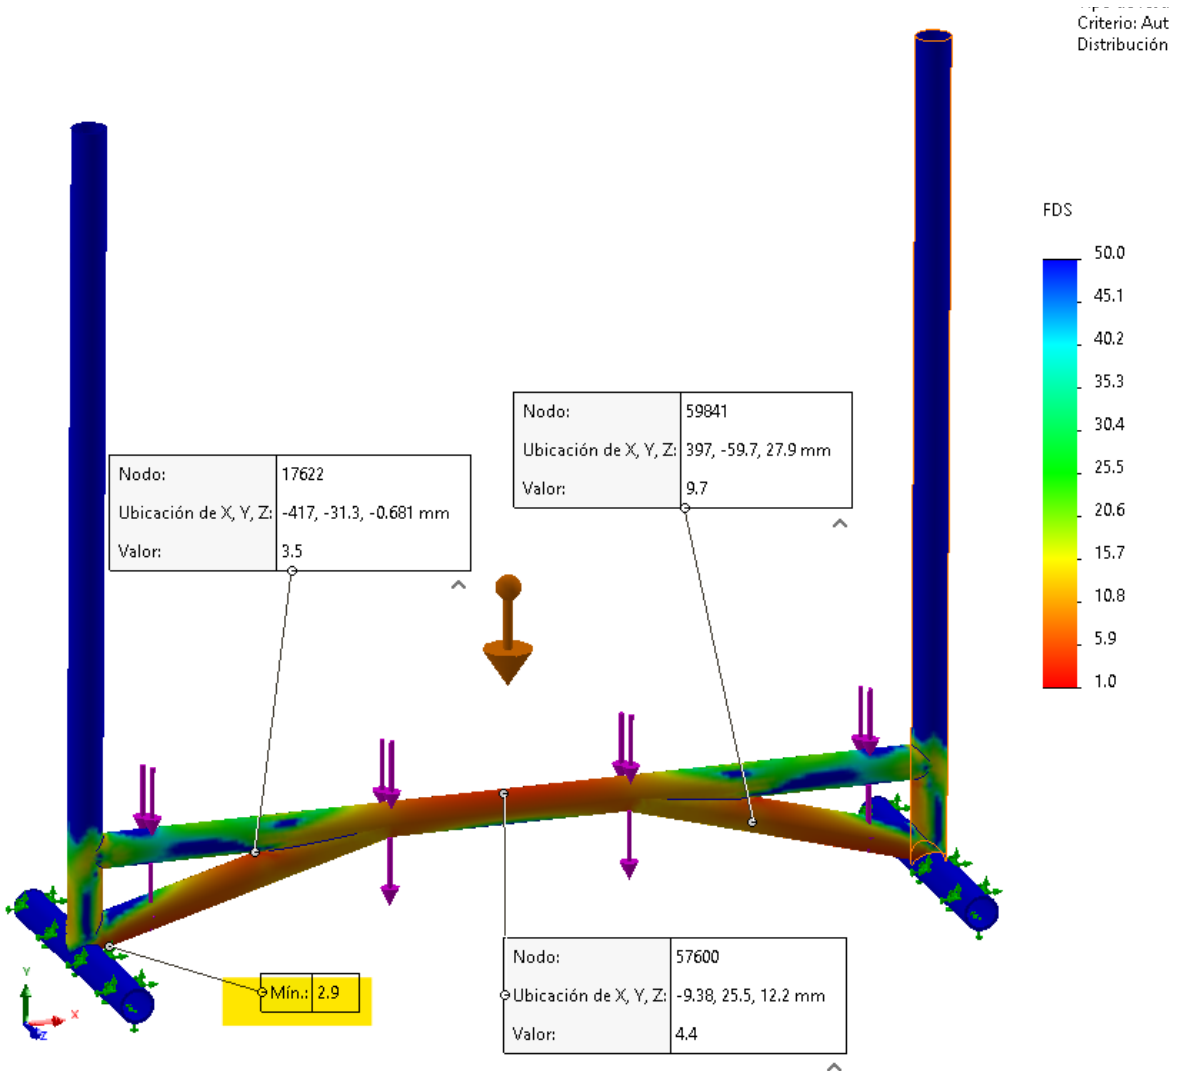 Criterio: Aut
Distribución
FDS
50.0
45.1
40.2
35.3
30.4
25.5
20.6
15.7
10.8
5.9
1.0
Nodo: 59841
Ubicación de X, Y, Z: 397, -59.7, 27.9 mm
Valor: 9.7
Nodo: 17622
Ubicación de X, Y, Z: -417, -31.3, -0.681 mm
Valor: 3.5
Nodo: 57600
Ubicación de X, Y, Z: -9.38, 25.5, 12.2 mm
Valor: 4.4
Mín.: 2.9
Y
X
Z